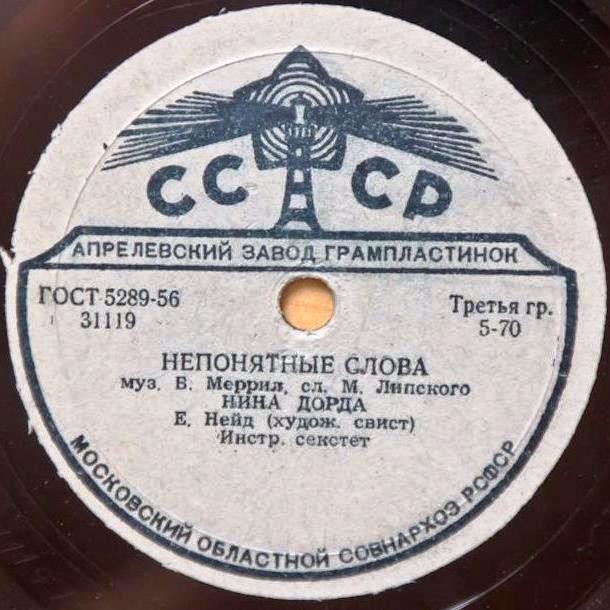 СССР
АПРЕЛЕВСКИЙ ЗАВОД ГРАМПЛАСТИНОК
ГОСТ 5289-56
31119
Третья гр.
5-70
НЕПОНЯТНЫЕ СЛОВА
муз. Б. Меррил, сл. М. Липского
НИНА ДОРДА
Е. Нейд (худож. свист)
Инстр. секстет
МОСКОВСКИЙ ОБЛАСТНОЙ СОВНАРХОЗ РСФСР